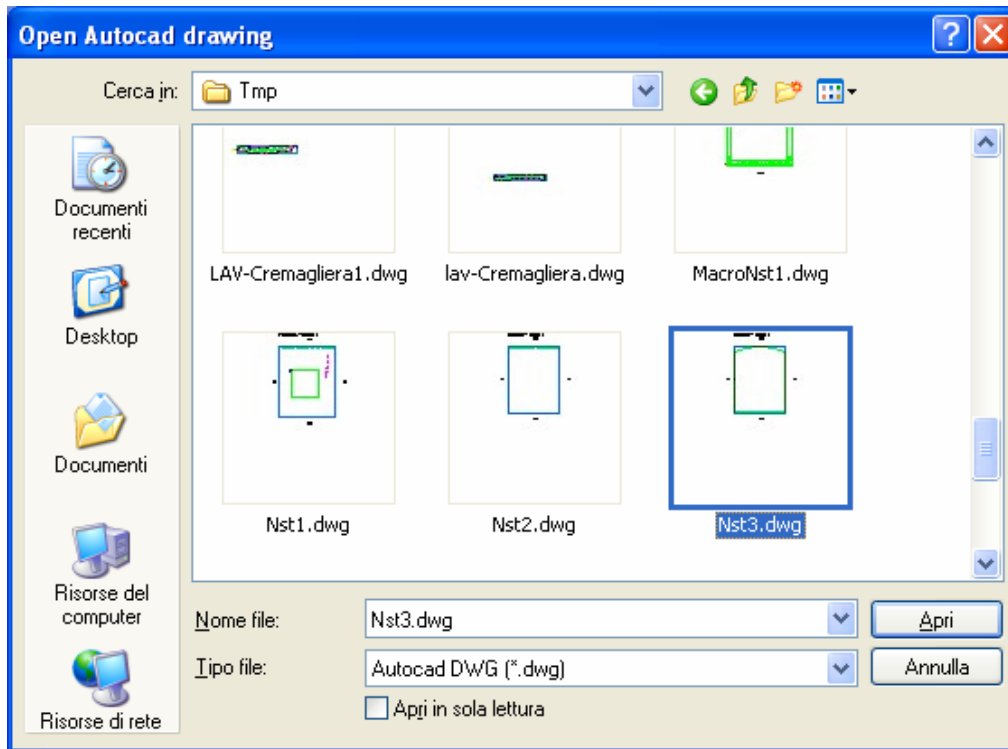 Open Autocad drawing
Cerca in:
Tmp
Documenti
recenti
Desktop
Documenti
Risorse del
computer
Risorse di rete
LAV-Cremagliera1.dwg
lav-Cremagliera.dwg
MacroNst1.dwg
Nst1.dwg
Nst2.dwg
Nst3.dwg
Nome file:
Nst3.dwg
Apri
Tipo file:
Autocad DWG (*.dwg)
Annulla
Apri in sola lettura